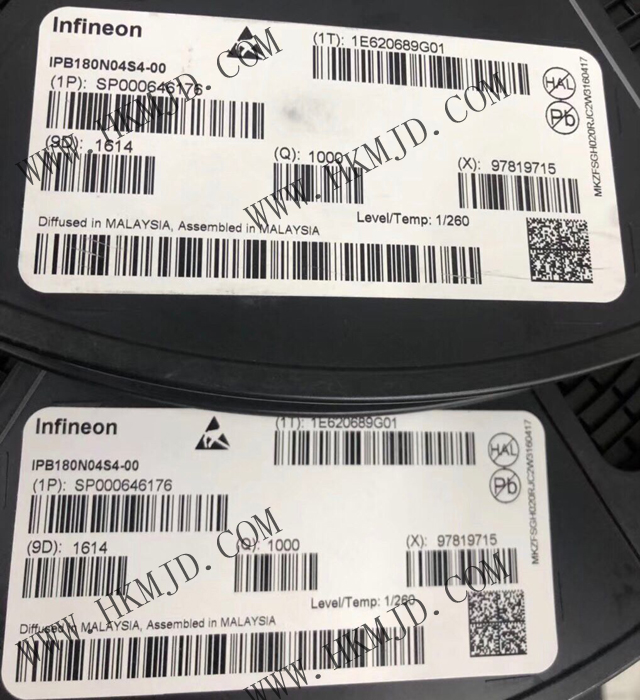 Infineon
(1T): 1E620689G01
IPB180N04S4-00
(1P): SP000646176
HAL
Pb
(9D): 1614
(Q): 1000
(X): 97819715
Level/Temp: 1/260
Diffused in MALAYSIA, Assembled in MALAYSIA
MKZFSGH020RJC2W3160417
WWW.HKMJD.COM
WWW.HKMJD.COM
Infineon
(1T): 1E620689G01
IPB180N04S4-00
(1P): SP000646176
HAL
Pb
(9D): 1614
(Q): 1000
(X): 97819715
Level/Temp: 1/260
Diffused in MALAYSIA, Assembled in MALAYSIA
MKZFSGH020RJC2W3160417
WWW.HKMJD.COM
WWW.HKMJD.COM